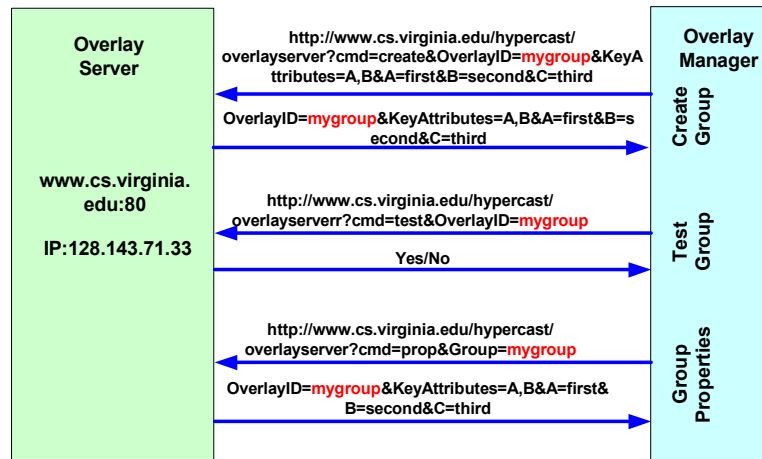 Overlay
Server
www.cs.virginia.
edu:80
IP:128.143.71.33
http://www.cs.virginia.edu/hypercast/
overlayserver?cmd=create&OverlayID=mygroup&KeyA
ttributes=A,B&A=first&B=second&C=third
OverlayID=mygroup&KeyAttributes=A,B&A=first&B=s
econd&C=third
http://www.cs.virginia.edu/hypercast/
overlayserverr?cmd=test&OverlayID=mygroup
Yes/No
http://www.cs.virginia.edu/hypercast/
overlayserver?cmd=prop&Group=mygroup
OverlayID=mygroup&KeyAttributes=A,B&A=first&
B=second&C=third
Overlay
Manager
Create
Group
Test
Group
Group
Properties